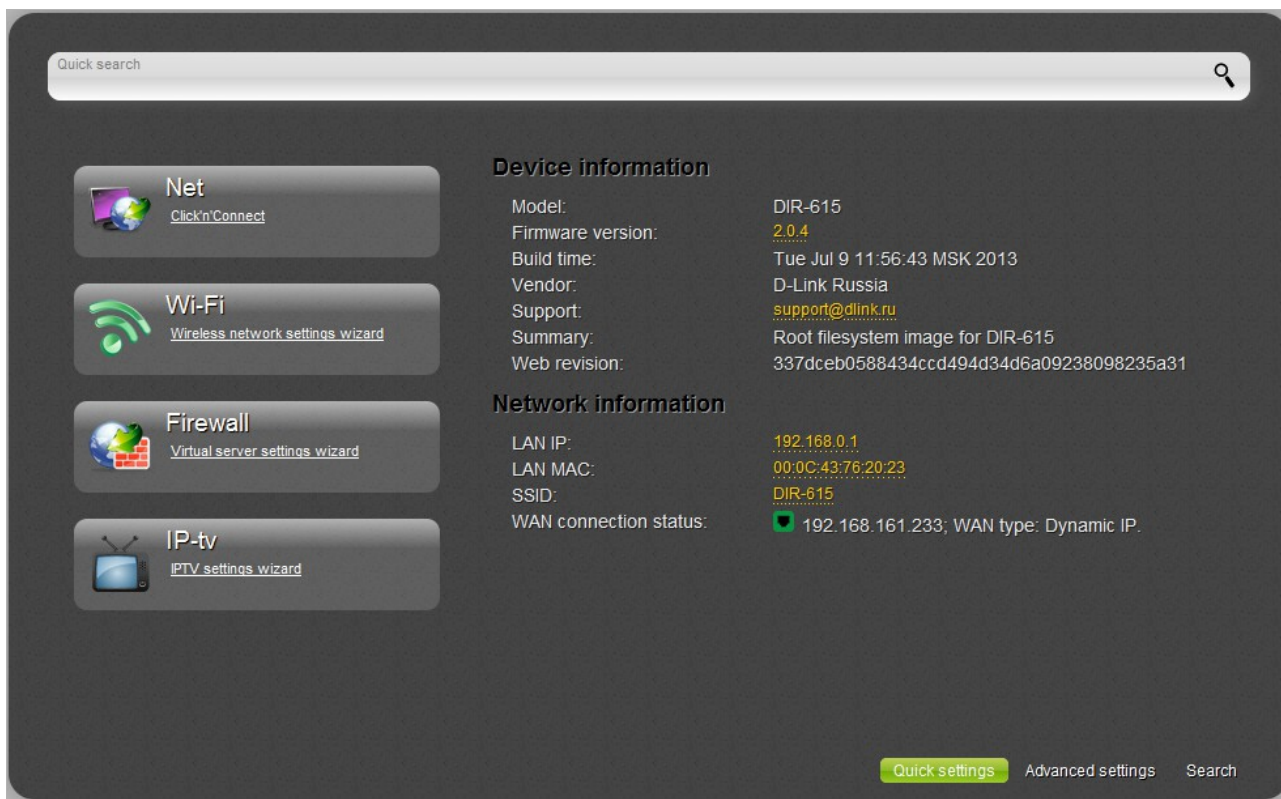 Quick search
Net
Click'n'Connect
Wi-Fi
Wireless network settings wizard
Firewall
Virtual server settings wizard
IP-tv
IPTV settings wizard
Device information
Model: DIR-615
Firmware version: 2.0.4
Build time: Tue Jul 9 11:56:43 MSK 2013
Vendor: D-Link Russia
Support: support@dlink.ru
Summary: Root filesystem image for DIR-615
Web revision: 337dceb0588434ccd494d34d6a09238098235a31
Network information
LAN IP: 192.168.0.1
LAN MAC: 00:0C:43:76:20:23
SSID: DIR-615
WAN connection status: 192.168.161.233; WAN type: Dynamic IP.
Quick settings Advanced settings Search